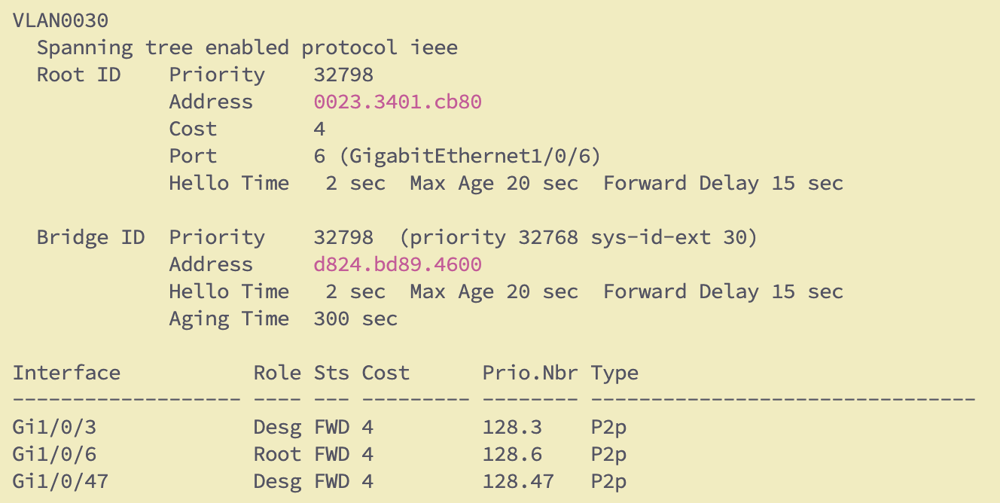 VLAN0030
  Spanning tree enabled protocol ieee
  Root ID    Priority    32798
             Address     0023.3401.cb80
             Cost        4
             Port        6 (GigabitEthernet1/0/6)
             Hello Time   2 sec  Max Age 20 sec  Forward Delay 15 sec

  Bridge ID  Priority    32798  (priority 32768 sys-id-ext 30)
             Address     d824.bd89.4600
             Hello Time   2 sec  Max Age 20 sec  Forward Delay 15 sec
             Aging Time  300 sec

Interface           Role Sts Cost      Prio.Nbr Type
------------------- ---- --- --------- -------- --------------------------------
Gi1/0/3             Desg FWD 4         128.3    P2p
Gi1/0/6             Root FWD 4         128.6    P2p
Gi1/0/47            Desg FWD 4         128.47   P2p